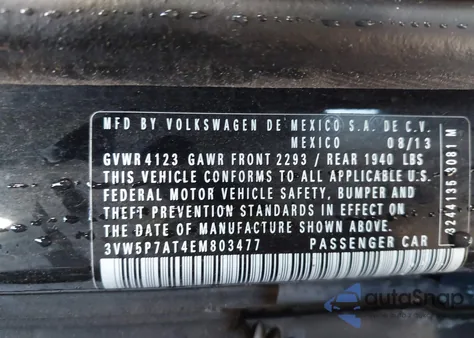 MFD BY VOLKSWAGEN DE MEXICO S.A. DE C.V.
MEXICO 08/13
GVWR 4123 GAWR FRONT 2293 / REAR 1940 LBS
THIS VEHICLE CONFORMS TO ALL APPLICABLE U.S.
FEDERAL MOTOR VEHICLE SAFETY, BUMPER AND
THEFT PREVENTION STANDARDS IN EFFECT ON
THE DATE OF MANUFACTURE SHOWN ABOVE.
3VW5P7AT4EM803477 PASSENGER CAR
3244135 3081 M
autoSnap